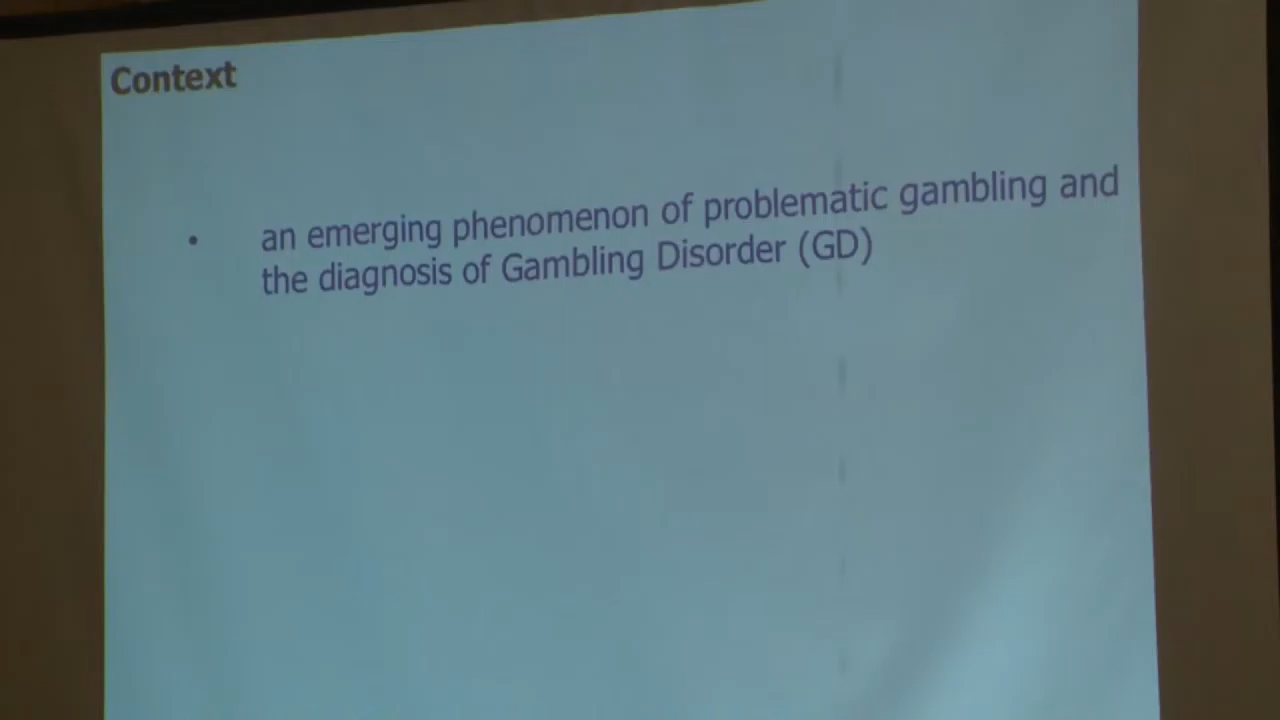 Context
• an emerging phenomenon of problematic gambling and
the diagnosis of Gambling Disorder (GD)